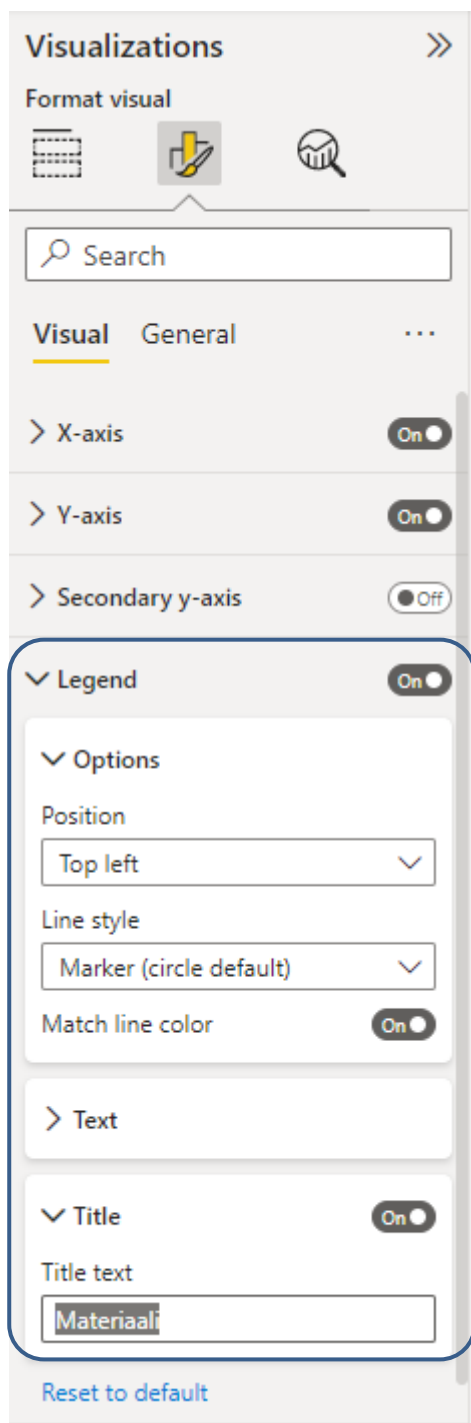 Visualizations
Format visual
Search
Visual General ...
X-axis On
Y-axis On
Secondary y-axis Off
Legend On
Options
Position
Top left
Line style
Marker (circle default)
Match line color On
Text
Title On
Title text
Materiaali
Reset to default